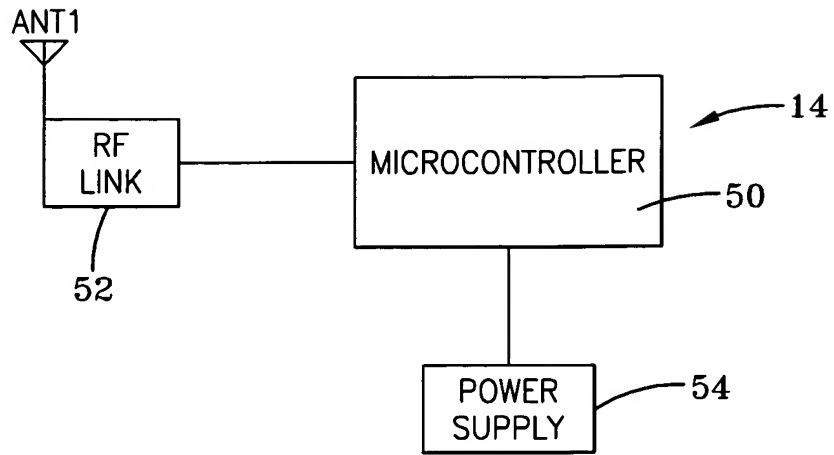 ANT1
RF
LINK
52
MICROCONTROLLER
14
50
POWER
SUPPLY
54